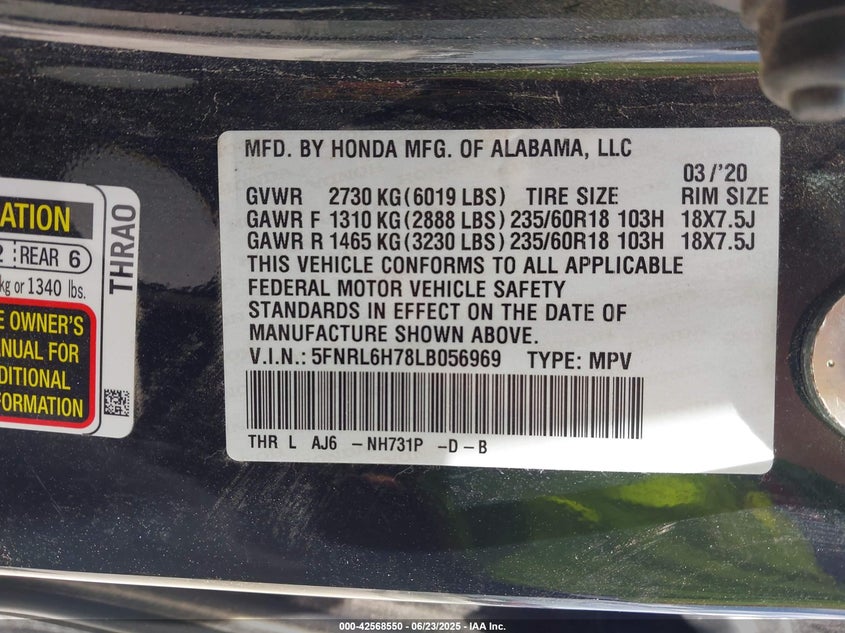 MFD. BY HONDA MFG. OF ALABAMA, LLC
03 /'20
GVWR 2730 KG (6019 LBS) TIRE SIZE RIM SIZE
GAWR F 1310 KG (2888 LBS) 235/60R18 103H 18X7.5J
GAWR R 1465 KG (3230 LBS) 235/60R18 103H 18X7.5J
THIS VEHICLE CONFORMS TO ALL APPLICABLE
FEDERAL MOTOR VEHICLE SAFETY
STANDARDS IN EFFECT ON THE DATE OF
MANUFACTURE SHOWN ABOVE.
V.I.N.: 5FNRL6H78LB056969 TYPE: MPV
THR L AJ6 -NH731P -D-B
ATION
2 REAR 6
kg or 1340 lbs.
E OWNER'S
ANUAL FOR
DITIONAL
FORMATION
THRAO
000-42568550 - 06/23/2025 - © IAA Inc.